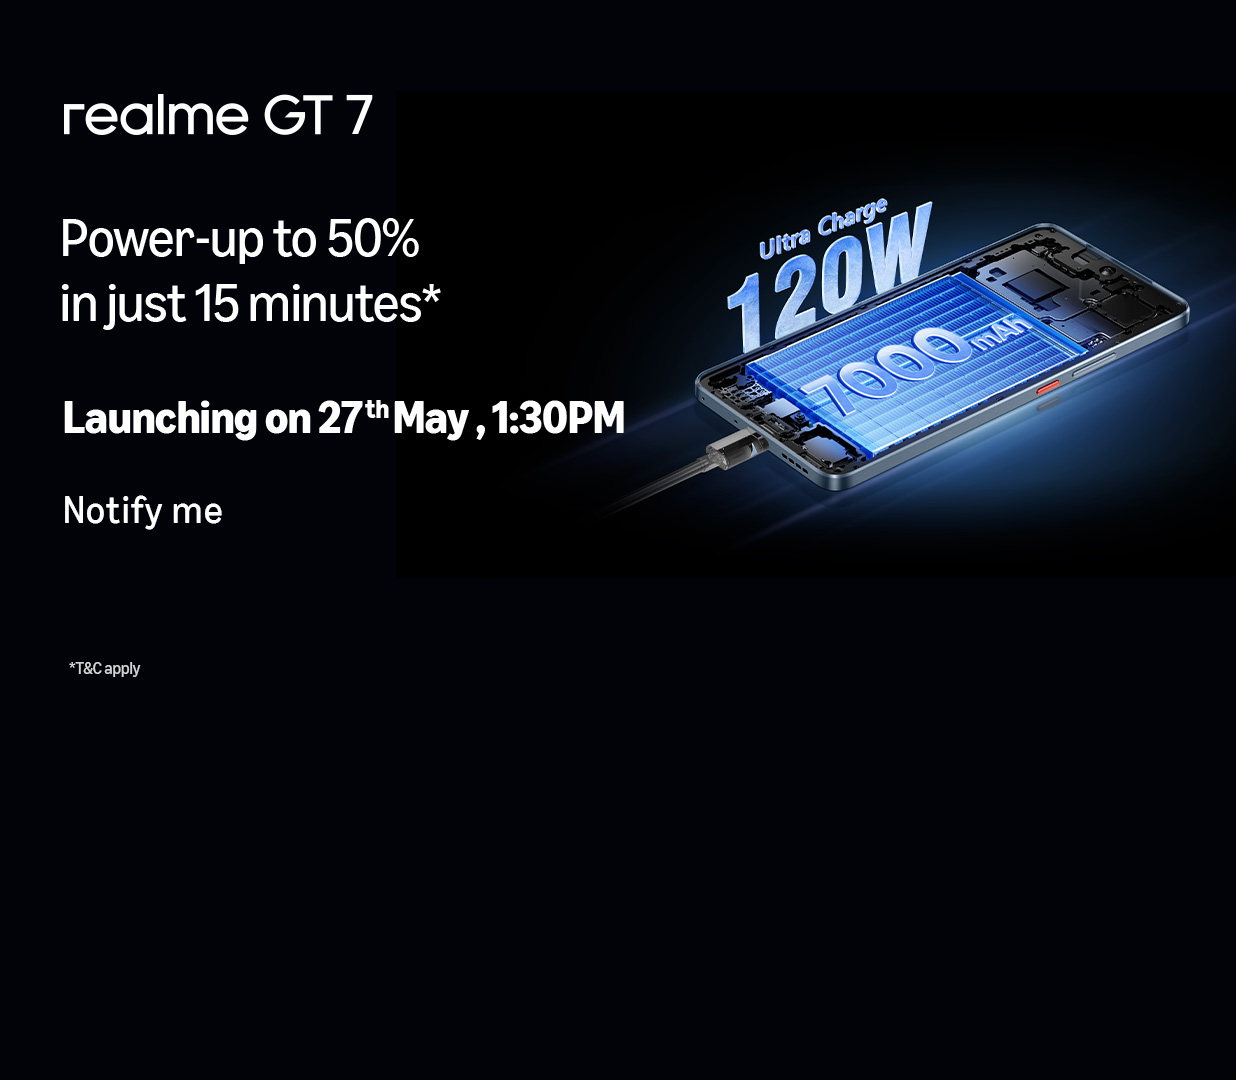 realme GT 7
Power-up to 50%
in just 15 minutes*
Launching on 27th May , 1:30PM
Notify me
*T&C apply
Ultra Charge
120W
7000mAh